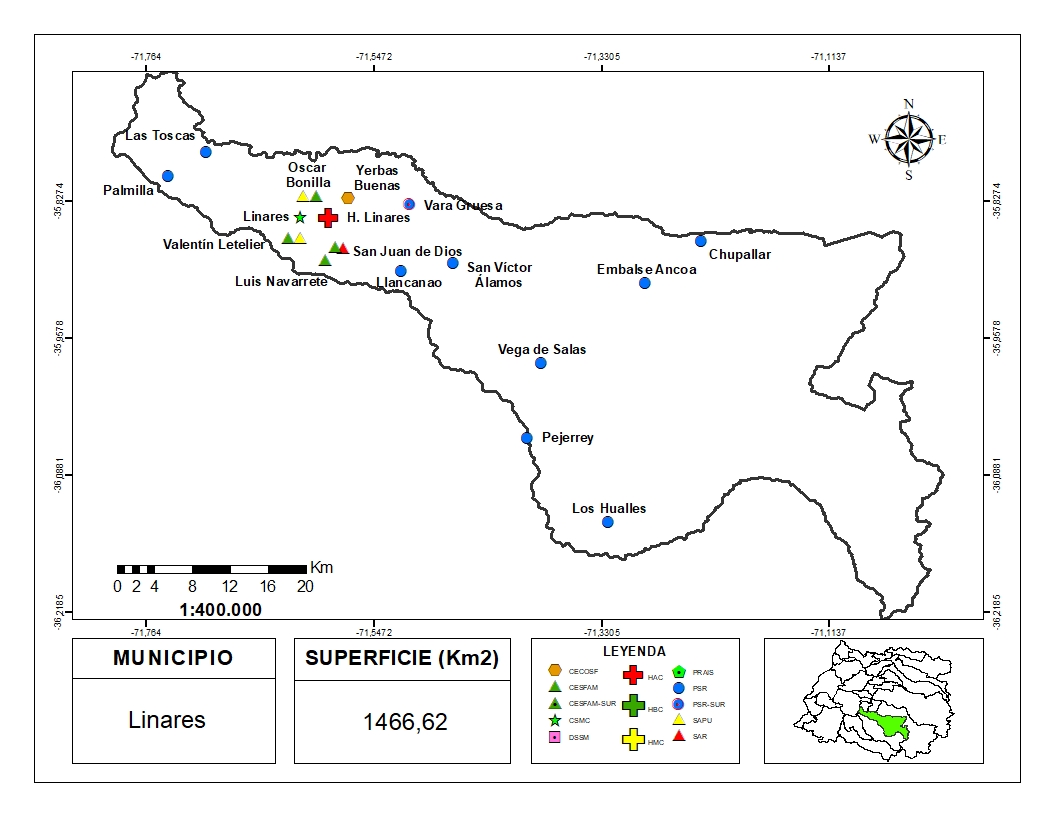 -71,764
-71,5472
-71,3305
-71,1137
N
W
E
S
Las Toscas
Palmilla
Oscar
Bonilla
Yerbas
Buenas
Vara Gruesa
Linares
H. Linares
Valentín Letelier
San Juan de Dios
Luis Navarrete
Llancanao
San Víctor
Álamos
Chupallar
Embalse Ancoa
Vega de Salas
Pejerrey
Los Hualles
-35,8274
-35,9578
-36,0881
-36,2185
-35,8274
-35,9578
-36,0881
-36,2185
Km
0 2 4 8 12 16 20
1:400.000
-71,764
-71,5472
-71,3305
-71,1137
MUNICIPIO
Linares
SUPERFICIE (Km2)
1466,62
LEYENDA
CECOSF
CESFAM
CESFAM-SUR
CSMC
DSSM
HAC
HBC
HMC
PRAIS
PSR
PSR-SUR
SAPU
SAR